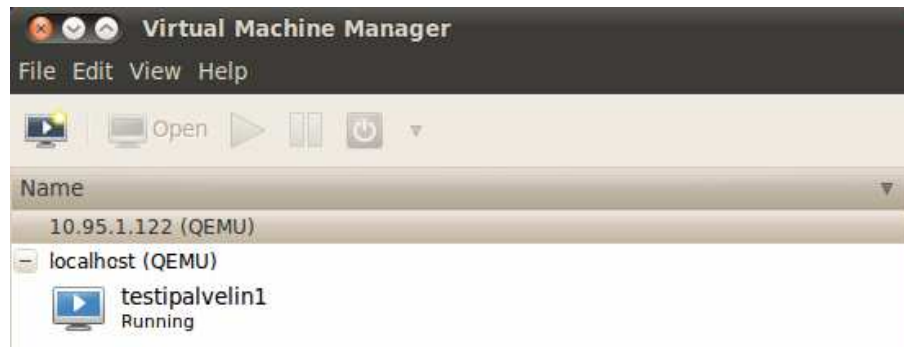 Virtual Machine Manager
File Edit View Help
Open
Name
10.95.1.122 (QEMU)
localhost (QEMU)
testipalvelin1
Running